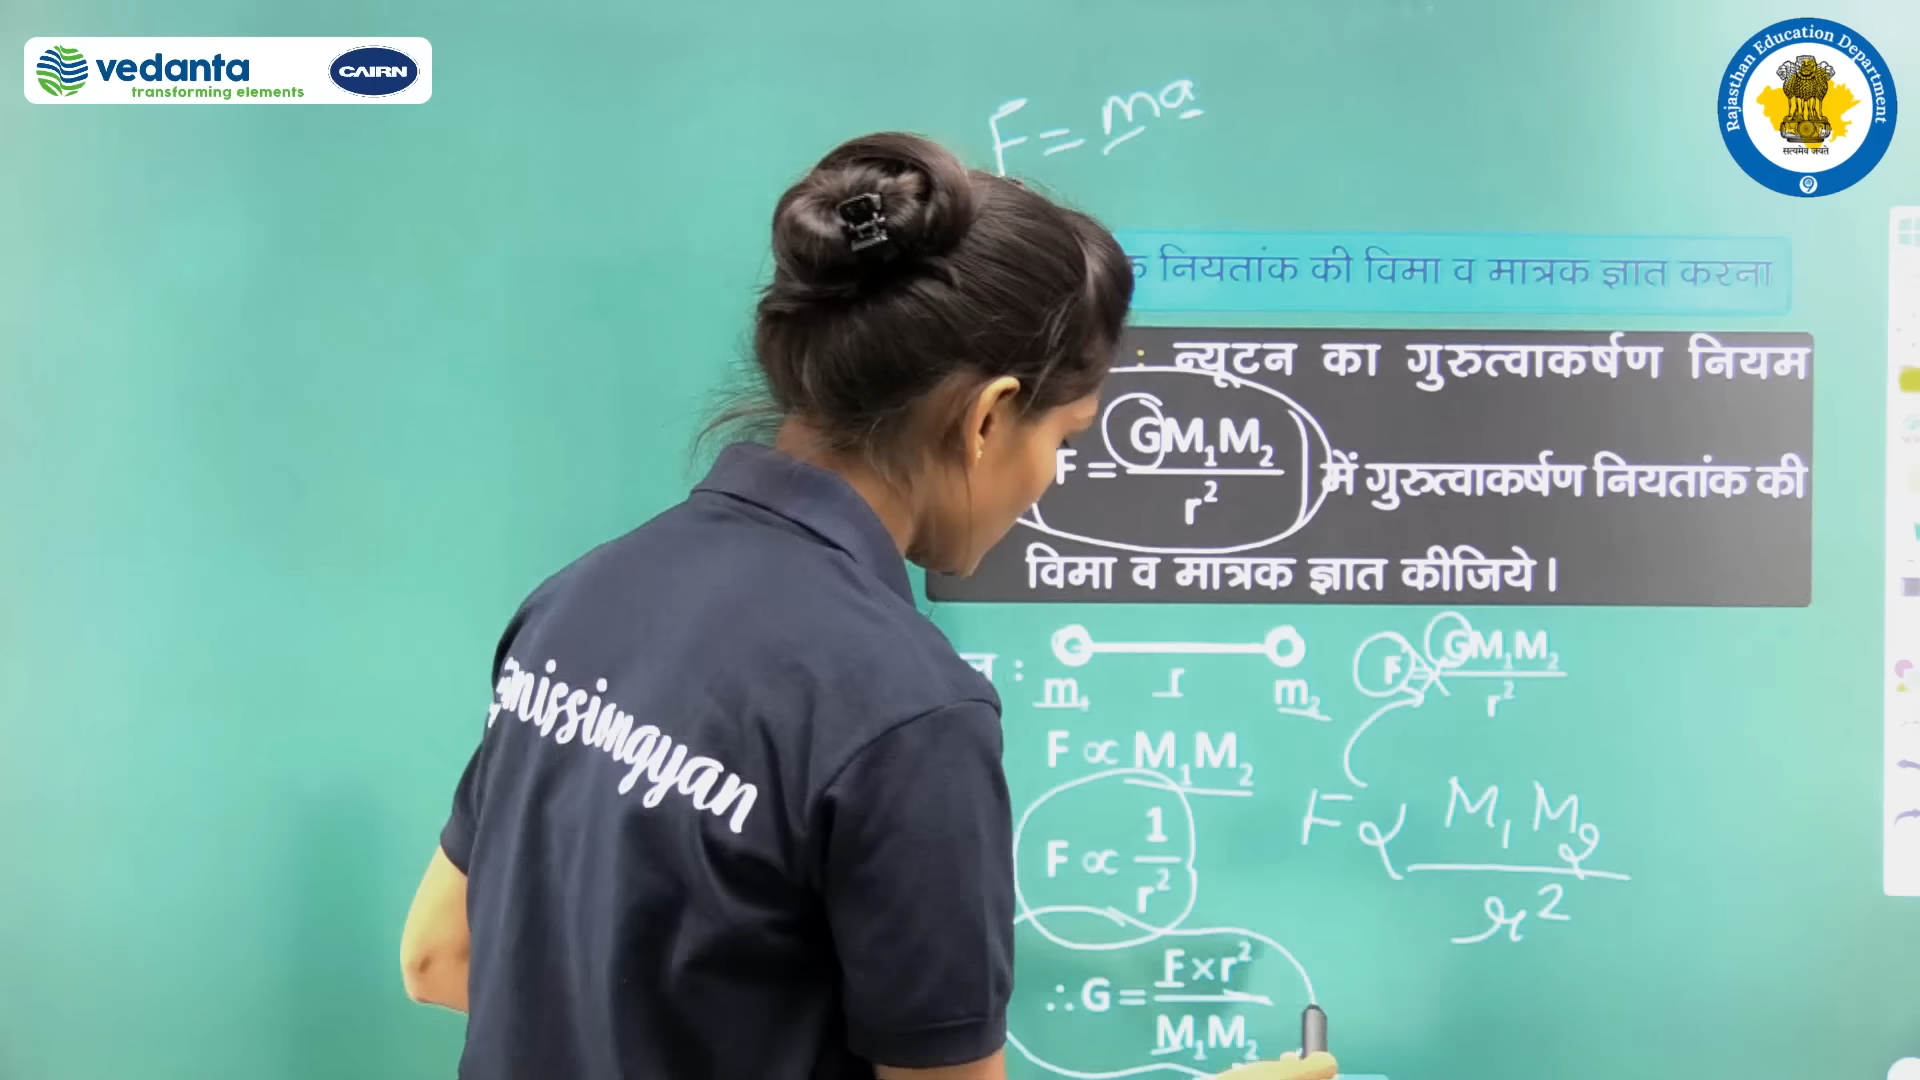 vedanta
transforming elements
CAIRN
Rajasthan Education Department
सत्यमेव जयते
F = ma
नियतांक की विमा व मात्रक ज्ञात करना
: न्यूटन का गुरुत्वाकर्षण नियम
F = GM₁M₂ / r² में गुरुत्वाकर्षण नियतांक की
विमा व मात्रक ज्ञात कीजिये।
m₁ r m₂
F = GM₁M₂ / r²
F ∝ M₁M₂
F ∝ M₁M₂ / r²
F ∝ 1 / r²
∴ G = F × r² / M₁M₂
missiongyan